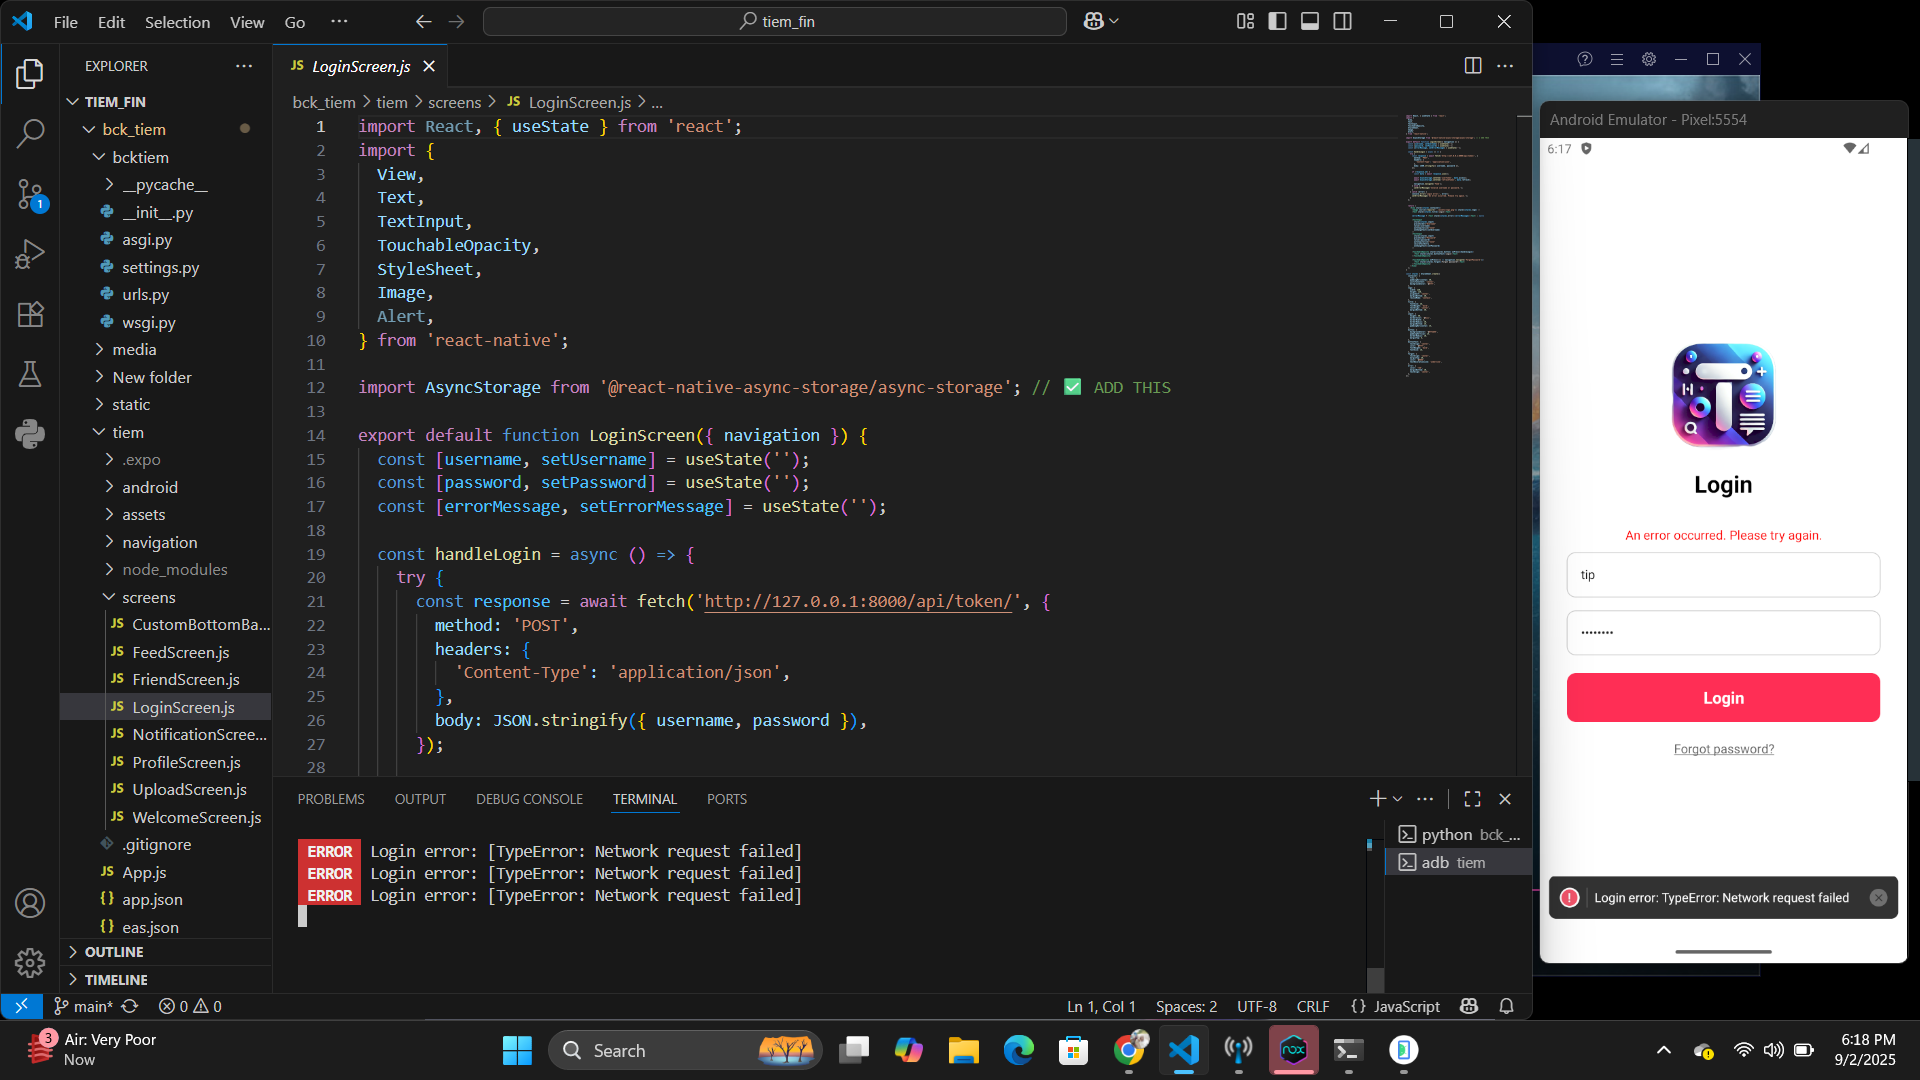 File Edit Selection View Go ···
tiem_fin
EXPLORER
TIEM_FIN
bck_tiem
bcktiem
__pycache__
__init__.py
asgi.py
settings.py
urls.py
wsgi.py
media
New folder
static
tiem
.expo
android
assets
navigation
node_modules
screens
JS CustomBottomBa...
JS FeedScreen.js
JS FriendScreen.js
JS LoginScreen.js
JS NotificationScree...
JS ProfileScreen.js
JS UploadScreen.js
JS WelcomeScreen.js
.gitignore
JS App.js
{} app.json
{} eas.json
OUTLINE
TIMELINE
1
JS LoginScreen.js
bck_tiem > tiem > screens > JS LoginScreen.js > ...
1 import React, { useState } from 'react';
2 import {
3 View,
4 Text,
5 TextInput,
6 TouchableOpacity,
7 StyleSheet,
8 Image,
9 Alert,
10 } from 'react-native';
11
12 import AsyncStorage from '@react-native-async-storage/async-storage'; // ✅ ADD THIS
13
14 export default function LoginScreen({ navigation }) {
15 const [username, setUsername] = useState('');
16 const [password, setPassword] = useState('');
17 const [errorMessage, setErrorMessage] = useState('');
18
19 const handleLogin = async () => {
20 try {
21 const response = await fetch('http://127.0.0.1:8000/api/token/', {
22 method: 'POST',
23 headers: {
24 'Content-Type': 'application/json',
25 },
26 body: JSON.stringify({ username, password }),
27 });
28
PROBLEMS OUTPUT DEBUG CONSOLE TERMINAL PORTS
ERROR Login error: [TypeError: Network request failed]
ERROR Login error: [TypeError: Network request failed]
ERROR Login error: [TypeError: Network request failed]
python bck_...
adb tiem
main* 0 0
Ln 1, Col 1 Spaces: 2 UTF-8 CRLF {} JavaScript
Android Emulator - Pixel:5554
6:17
Login
An error occurred. Please try again.
tip
••••••••
Login
Forgot password?
Login error: TypeError: Network request failed
3
Air: Very Poor
Now
Search
nox
6:18 PM
9/2/2025